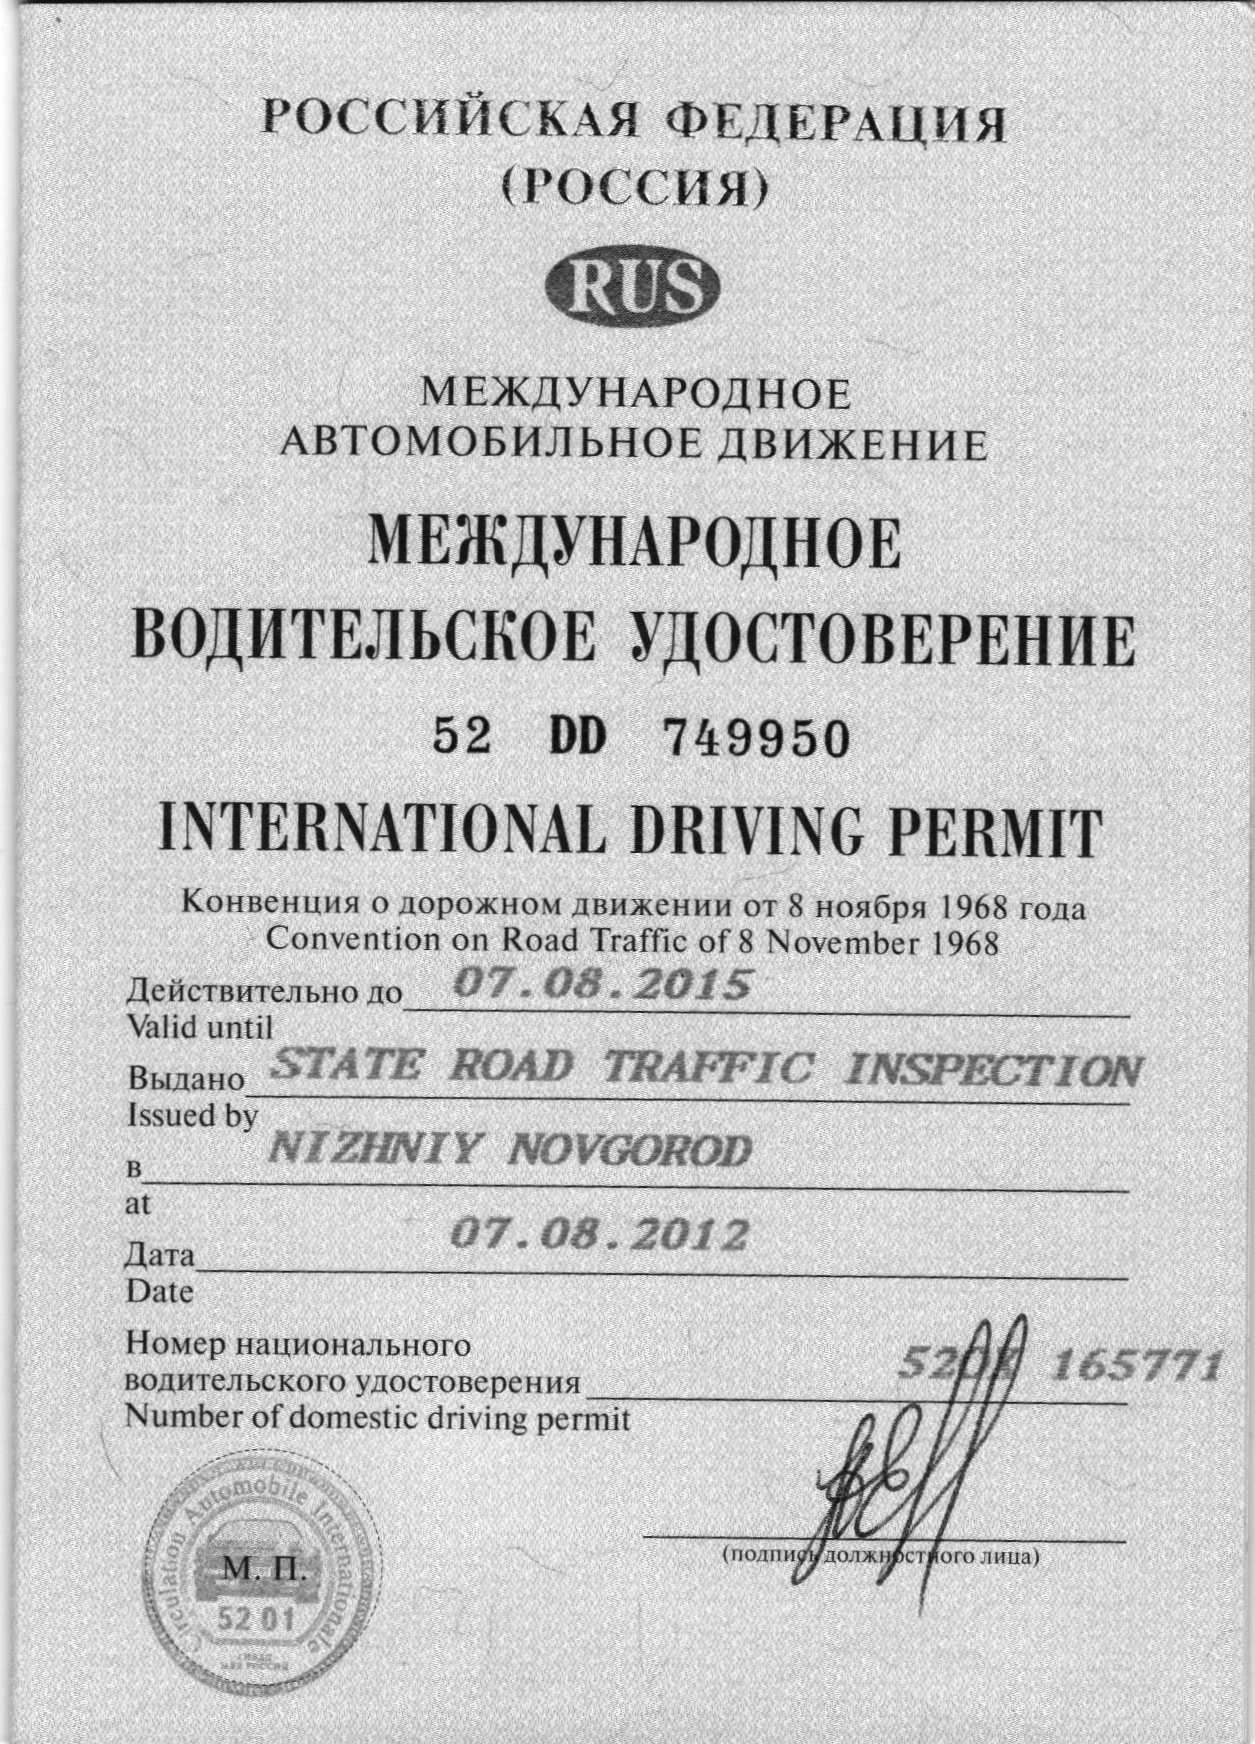 РОССИЙСКАЯ ФЕДЕРАЦИЯ
(РОССИЯ)
RUS
МЕЖДУНАРОДНОЕ
АВТОМОБИЛЬНОЕ ДВИЖЕНИЕ
МЕЖДУНАРОДНОЕ
ВОДИТЕЛЬСКОЕ УДОСТОВЕРЕНИЕ
52 DD 749950
INTERNATIONAL DRIVING PERMIT
Конвенция о дорожном движении от 8 ноября 1968 года
Convention on Road Traffic of 8 November 1968
Действительно до 07.08.2015
Valid until
Выдано STATE ROAD TRAFFIC INSPECTION
Issued by
в NIZHNIY NOVGOROD
at
Дата 07.08.2012
Date
Номер национального
водительского удостоверения 165771
Number of domestic driving permit
(подпись должностного лица)
Circulation Automobile Internationale
М. П.
52 01